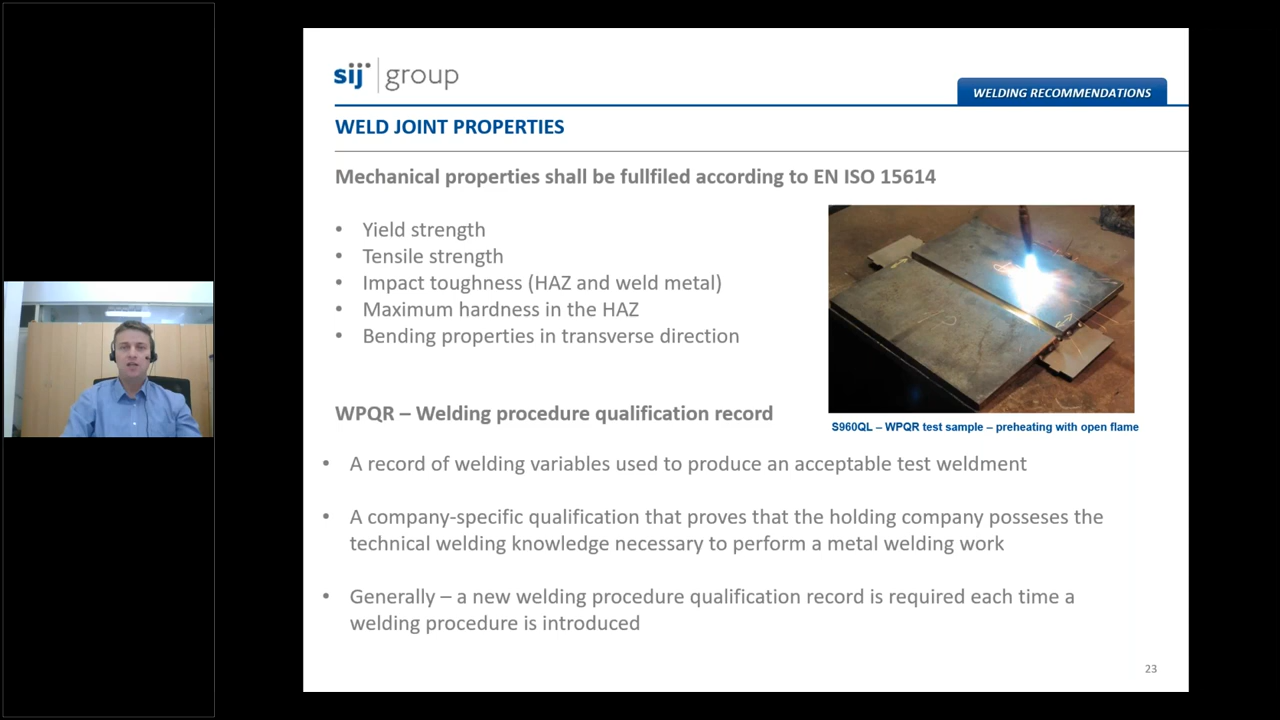 sij group
WELDING RECOMMENDATIONS
WELD JOINT PROPERTIES
Mechanical properties shall be fullfiled according to EN ISO 15614
• Yield strength
• Tensile strength
• Impact toughness (HAZ and weld metal)
• Maximum hardness in the HAZ
• Bending properties in transverse direction
S960QL – WPQR test sample – preheating with open flame
WPQR – Welding procedure qualification record
• A record of welding variables used to produce an acceptable test weldment
• A company-specific qualification that proves that the holding company posseses the
technical welding knowledge necessary to perform a metal welding work
• Generally – a new welding procedure qualification record is required each time a
welding procedure is introduced
23